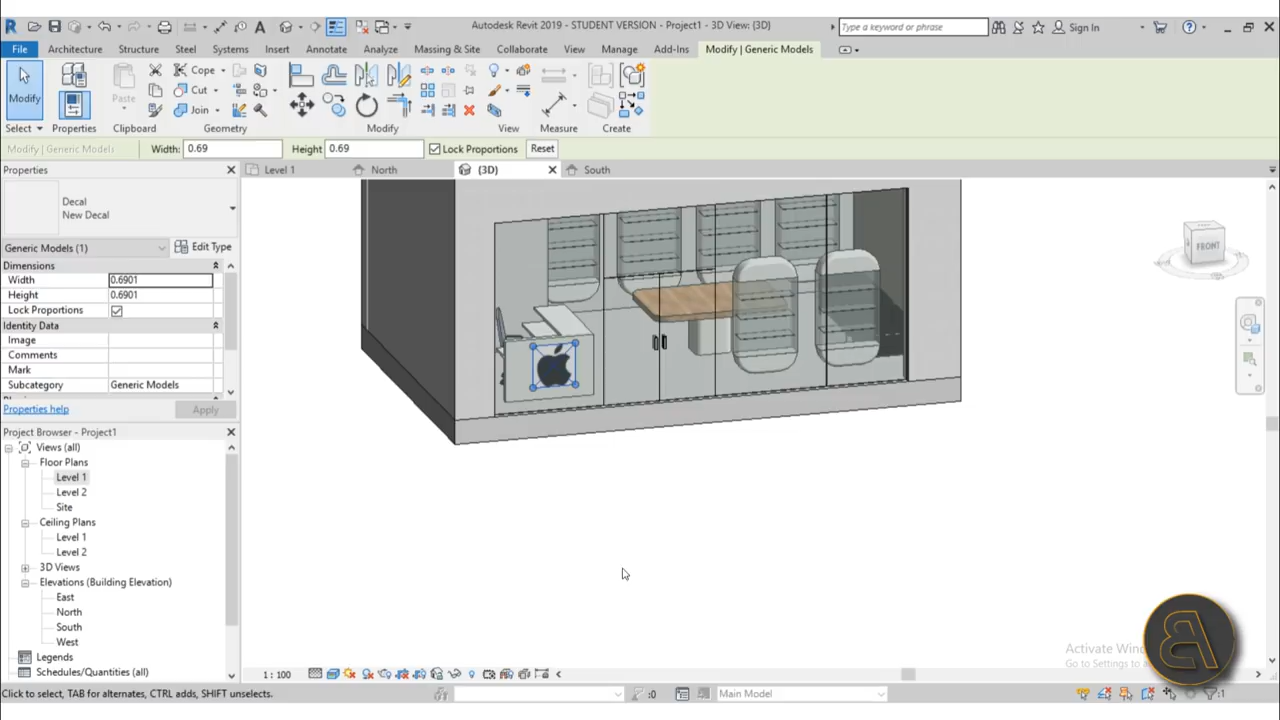 Autodesk Revit 2019 - STUDENT VERSION - Project1 - 3D View: {3D}
Type a keyword or phrase
Sign In
File Architecture Structure Steel Systems Insert Annotate Analyze Massing & Site Collaborate View Manage Add-Ins Modify | Generic Models
Modify
Paste
Cope
Cut
Join
Select Properties Clipboard Geometry Modify View Measure Create
Modify | Generic Models Width: 0.69 Height 0.69 Lock Proportions Reset
Properties
Level 1 North {3D} South
Decal
New Decal
Generic Models (1) Edit Type
Dimensions
Width 0.6901
Height 0.6901
Lock Proportions
Identity Data
Image
Comments
Mark
Subcategory Generic Models
Properties help Apply
Project Browser - Project1
Views (all)
Floor Plans
Level 1
Level 2
Site
Ceiling Plans
Level 1
Level 2
3D Views
Elevations (Building Elevation)
East
North
South
West
Legends
Schedules/Quantities (all)
FRONT
1 : 100
Click to select, TAB for alternates, CTRL adds, SHIFT unselects.
:0
Main Model
:1
Activate
Go to Settings to